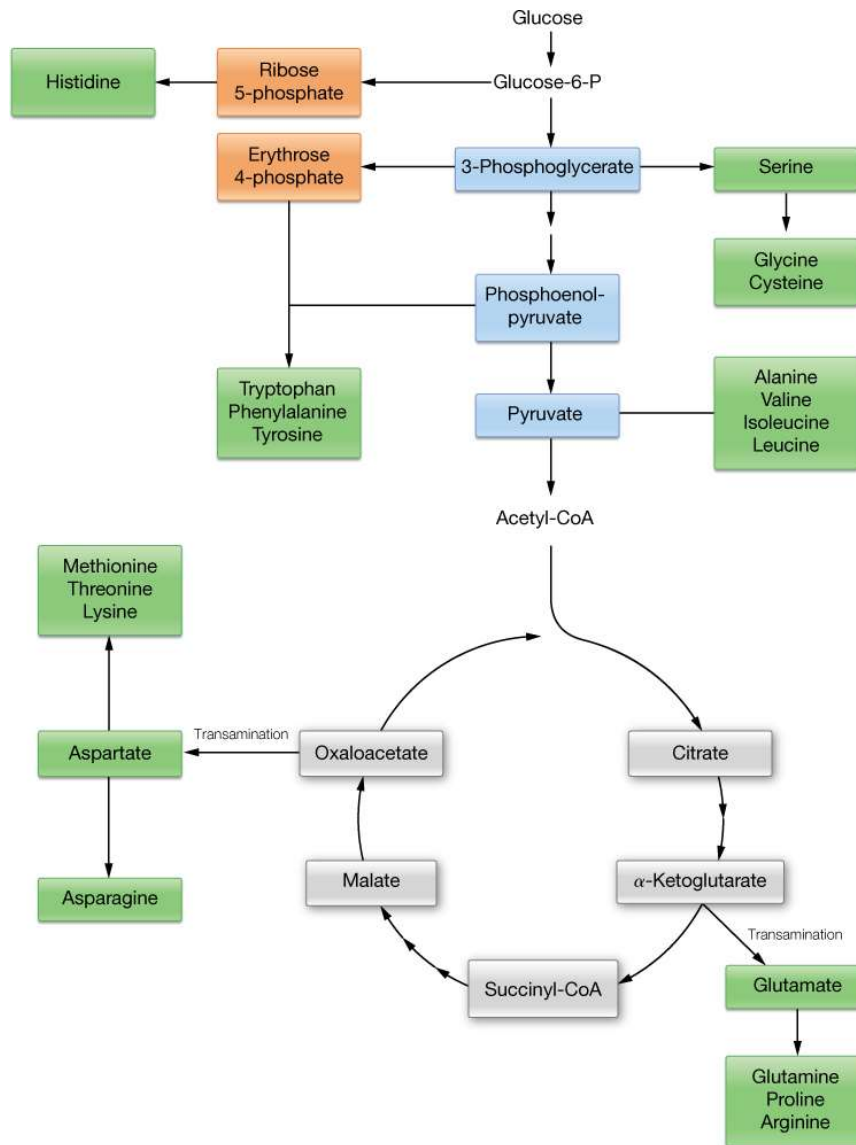 Glucose
Histidine
Ribose
5-phosphate
Glucose-6-P
Erythrose
4-phosphate
3-Phosphoglycerate
Serine
Glycine
Cysteine
Phosphoenol-
pyruvate
Tryptophan
Phenylalanine
Tyrosine
Pyruvate
Alanine
Valine
Isoleucine
Leucine
Acetyl-CoA
Methionine
Threonine
Lysine
Aspartate
Transamination
Oxaloacetate
Citrate
Asparagine
Malate
α-Ketoglutarate
Transamination
Succinyl-CoA
Glutamate
Glutamine
Proline
Arginine